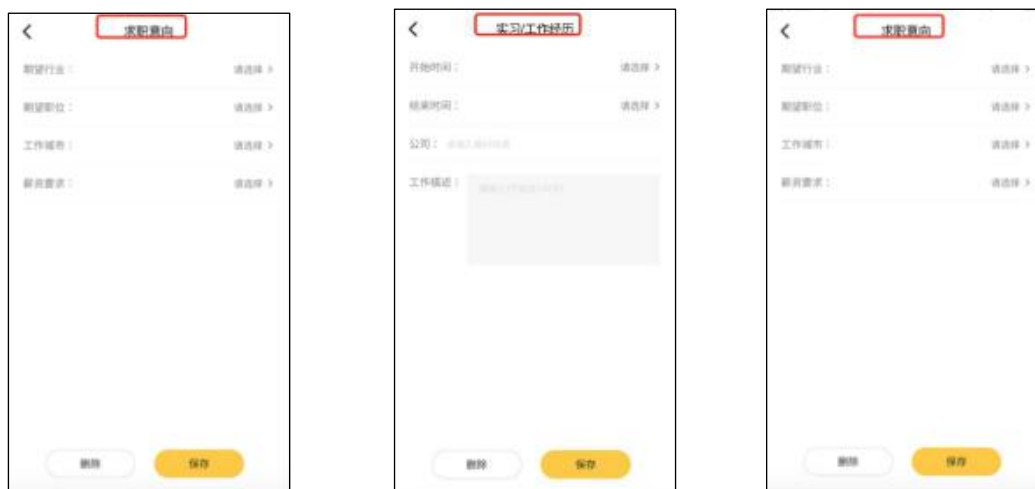 求职意向
期望行业： 请选择 >
期望职位： 请选择 >
工作城市： 请选择 >
薪资要求： 请选择 >
删除 保存
实习/工作经历
开始时间： 请选择 >
结束时间： 请选择 >
公司：
工作描述：
删除 保存
求职意向
期望行业： 请选择 >
期望职位： 请选择 >
工作城市： 请选择 >
薪资要求： 请选择 >
删除 保存